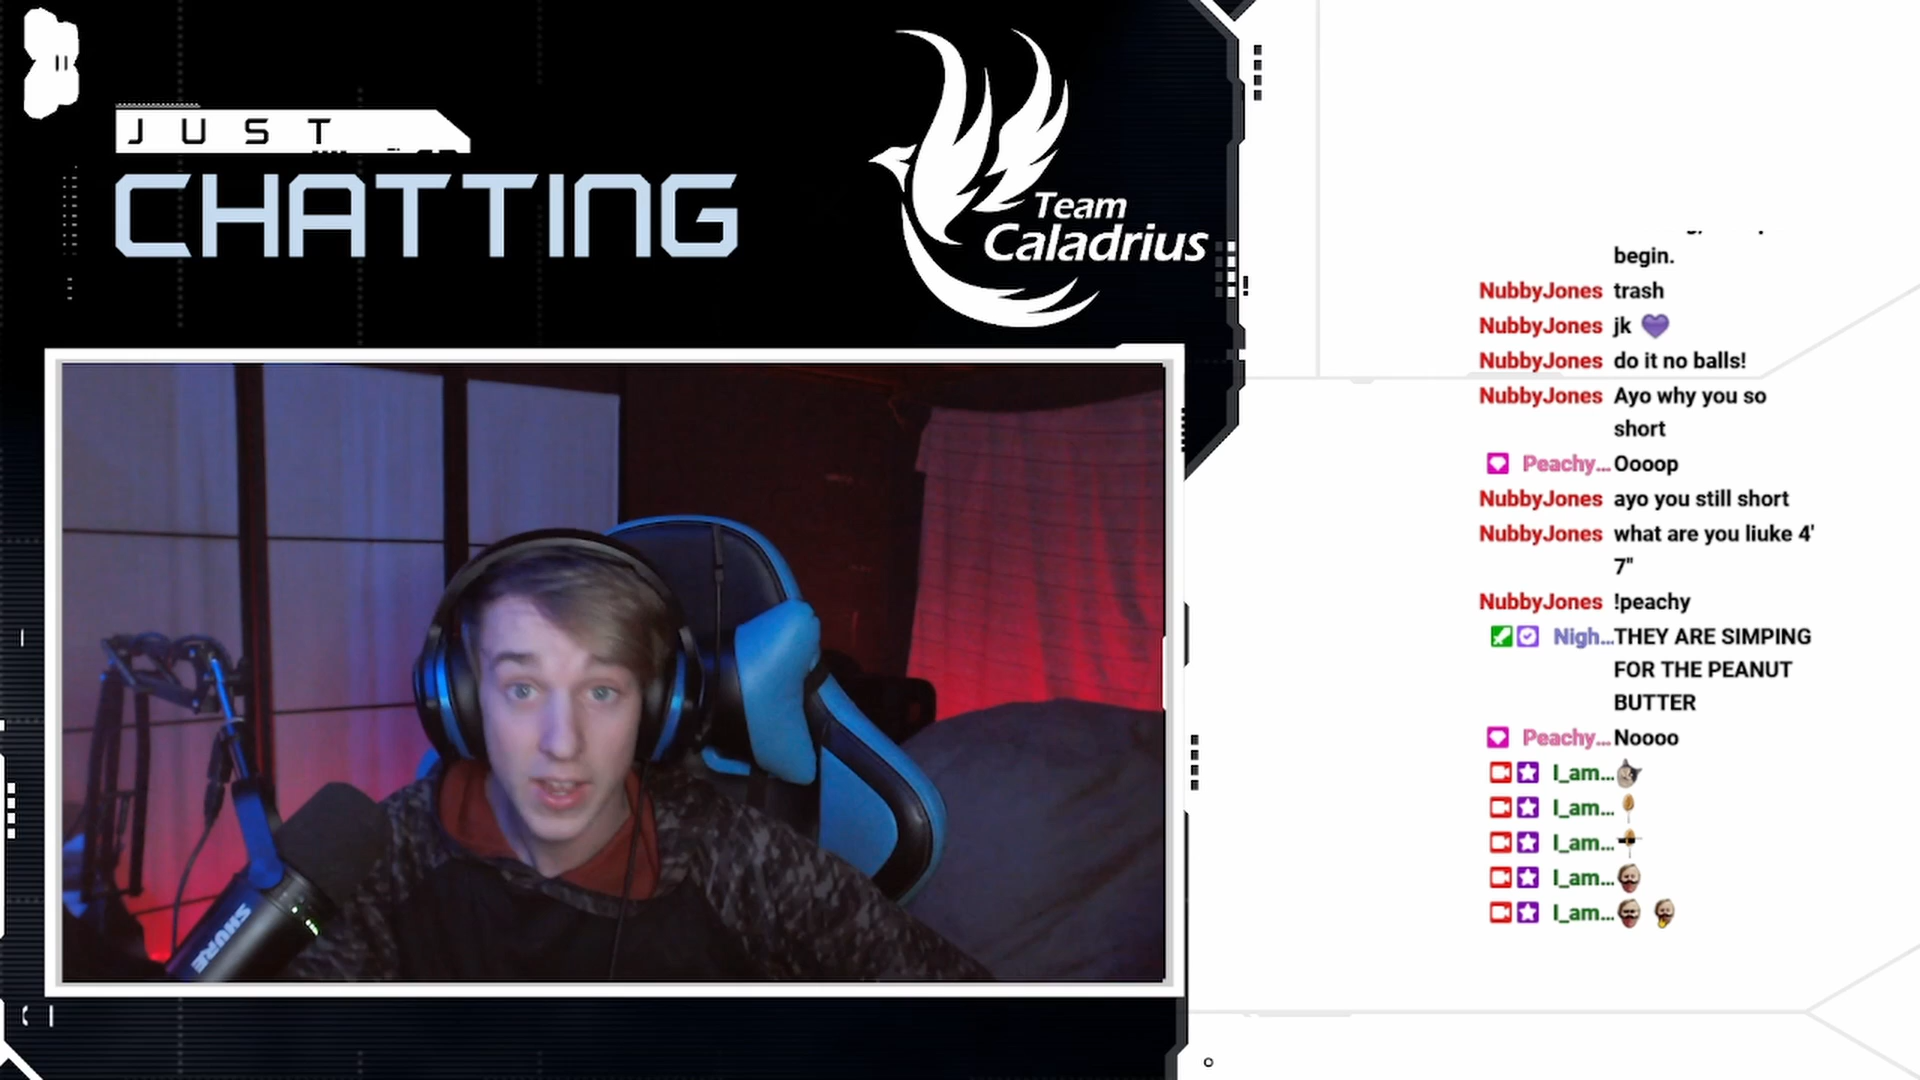 JUST
CHATTING
Team
Caladrius
begin.
NubbyJones trash
NubbyJones jk 💜
NubbyJones do it no balls!
NubbyJones Ayo why you so
short
Peachy... Oooop
NubbyJones ayo you still short
NubbyJones what are you liuke 4'
7"
NubbyJones !peachy
Nigh... THEY ARE SIMPING
FOR THE PEANUT
BUTTER
Peachy... Noooo
I_am...
I_am...
I_am...
I_am...
I_am...
SHURE